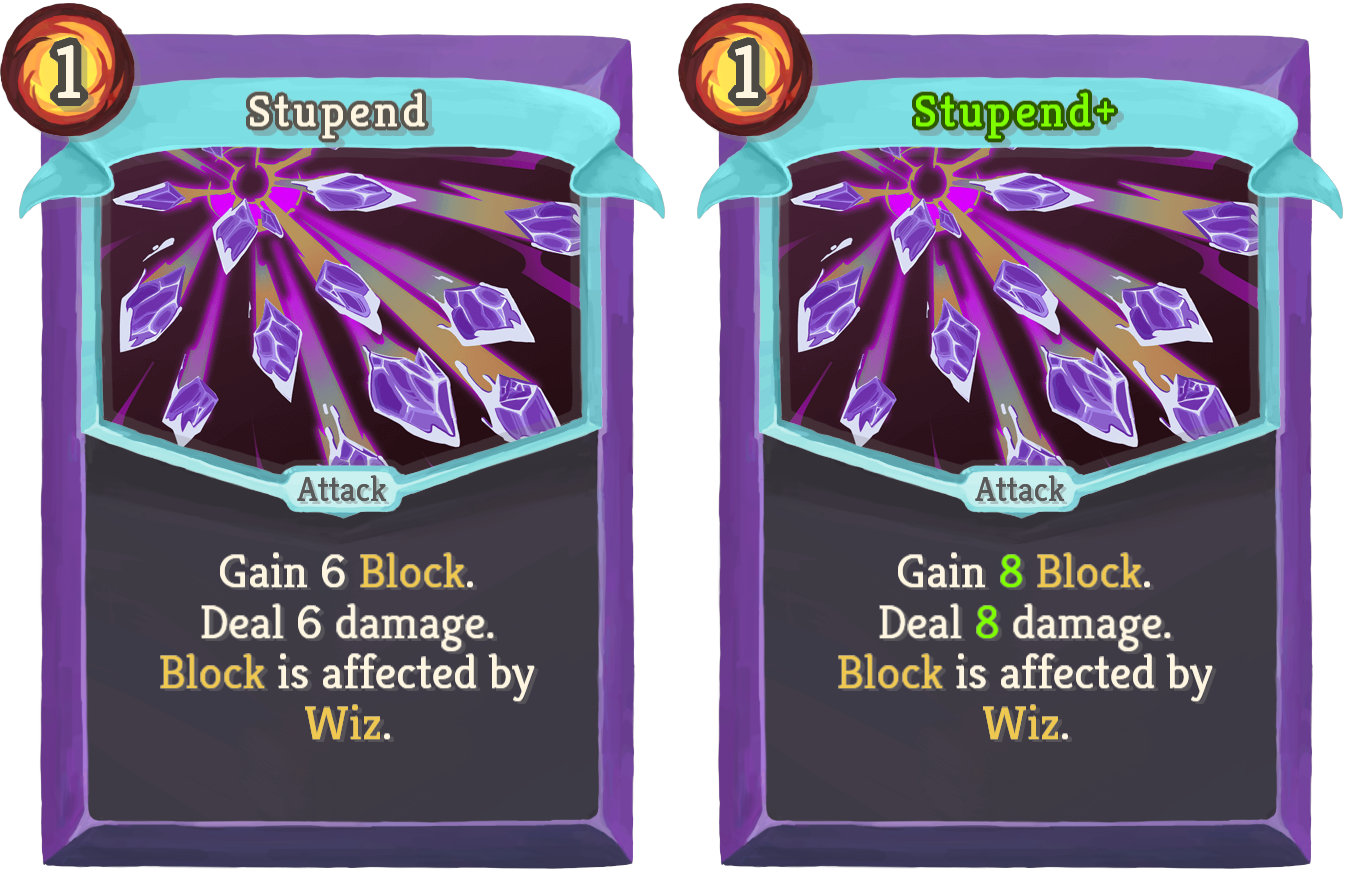 1
Stupend
Attack
Gain 6 Block.
Deal 6 damage.
Block is affected by
Wiz.
1
Stupend+
Attack
Gain 8 Block.
Deal 8 damage.
Block is affected by
Wiz.